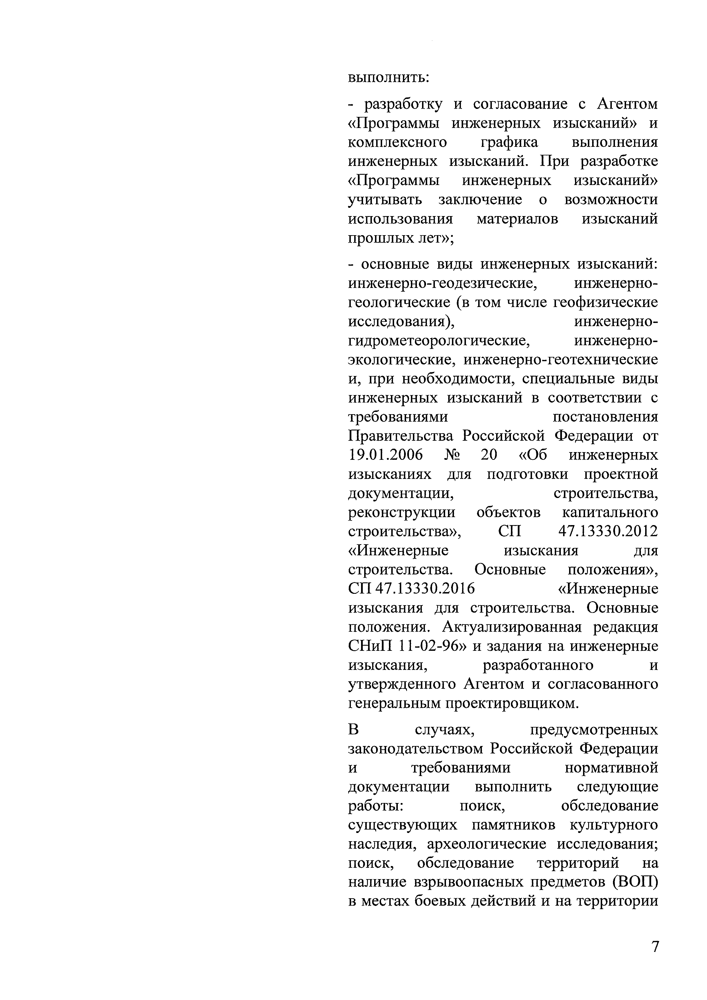 выполнить:
- разработку и согласование с Агентом
«Программы инженерных изысканий» и
комплексного графика выполнения
инженерных изысканий. При разработке
«Программы инженерных изысканий»
учитывать заключение о возможности
использования материалов изысканий
прошлых лет»;
- основные виды инженерных изысканий:
инженерно-геодезические, инженерно-
геологические (в том числе геофизические
исследования), инженерно-
гидрометеорологические, инженерно-
экологические, инженерно-геотехнические
и, при необходимости, специальные виды
инженерных изысканий в соответствии с
требованиями постановления
Правительства Российской Федерации от
19.01.2006 № 20 «Об инженерных
изысканиях для подготовки проектной
документации, строительства,
реконструкции объектов капитального
строительства», СП 47.13330.2012
«Инженерные изыскания для
строительства. Основные положения»,
СП 47.13330.2016 «Инженерные
изыскания для строительства. Основные
положения. Актуализированная редакция
СНиП 11-02-96» и задания на инженерные
изыскания, разработанного и
утвержденного Агентом и согласованного
генеральным проектировщиком.
В случаях, предусмотренных
законодательством Российской Федерации
и требованиями нормативной
документации выполнить следующие
работы: поиск, обследование
существующих памятников культурного
наследия, археологические исследования;
поиск, обследование территорий на
наличие взрывоопасных предметов (ВОП)
в местах боевых действий и на территории
7